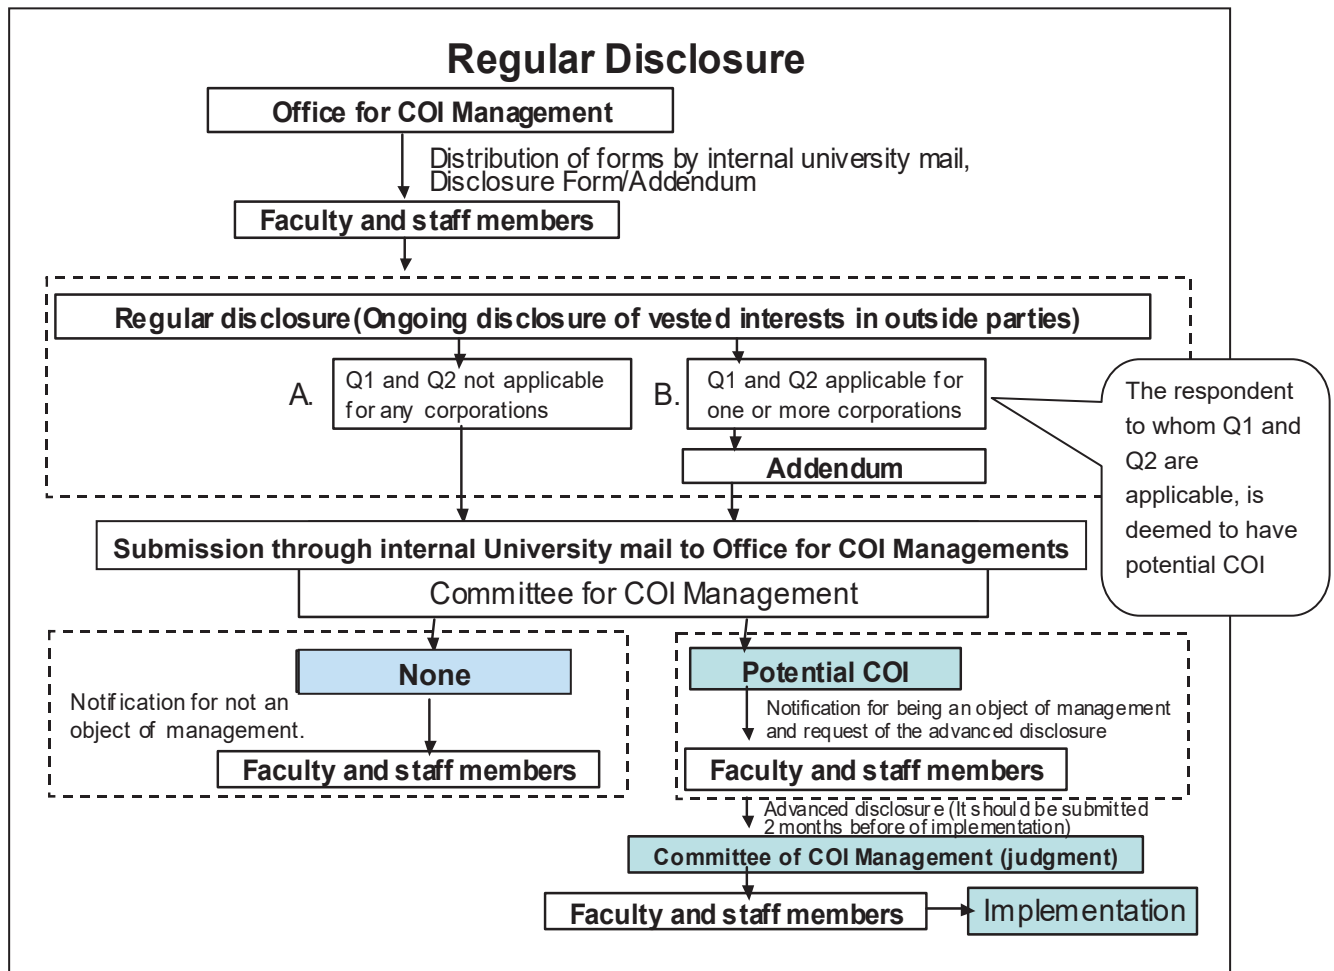 Regular Disclosure
Office for COI Management
Distribution of forms by internal university mail,
Disclosure Form/Addendum
Faculty and staff members
Regular disclosure(Ongoing disclosure of vested interests in outside parties)
A.
Q1 and Q2 not applicable
for any corporations
B.
Q1 and Q2 applicable for
one or more corporations
The respondent
to whom Q1 and
Q2 are
applicable, is
deemed to have
potential COI
Addendum
Submission through internal University mail to Office for COI Managements
Committee for COI Management
None
Notification for not an
object of management.
Faculty and staff members
Potential COI
Notification for being an object of management
and request of the advanced disclosure
Faculty and staff members
Advanced disclosure (It should be submitted
2 months before of implementation)
Committee of COI Management (judgment)
Faculty and staff members
Implementation